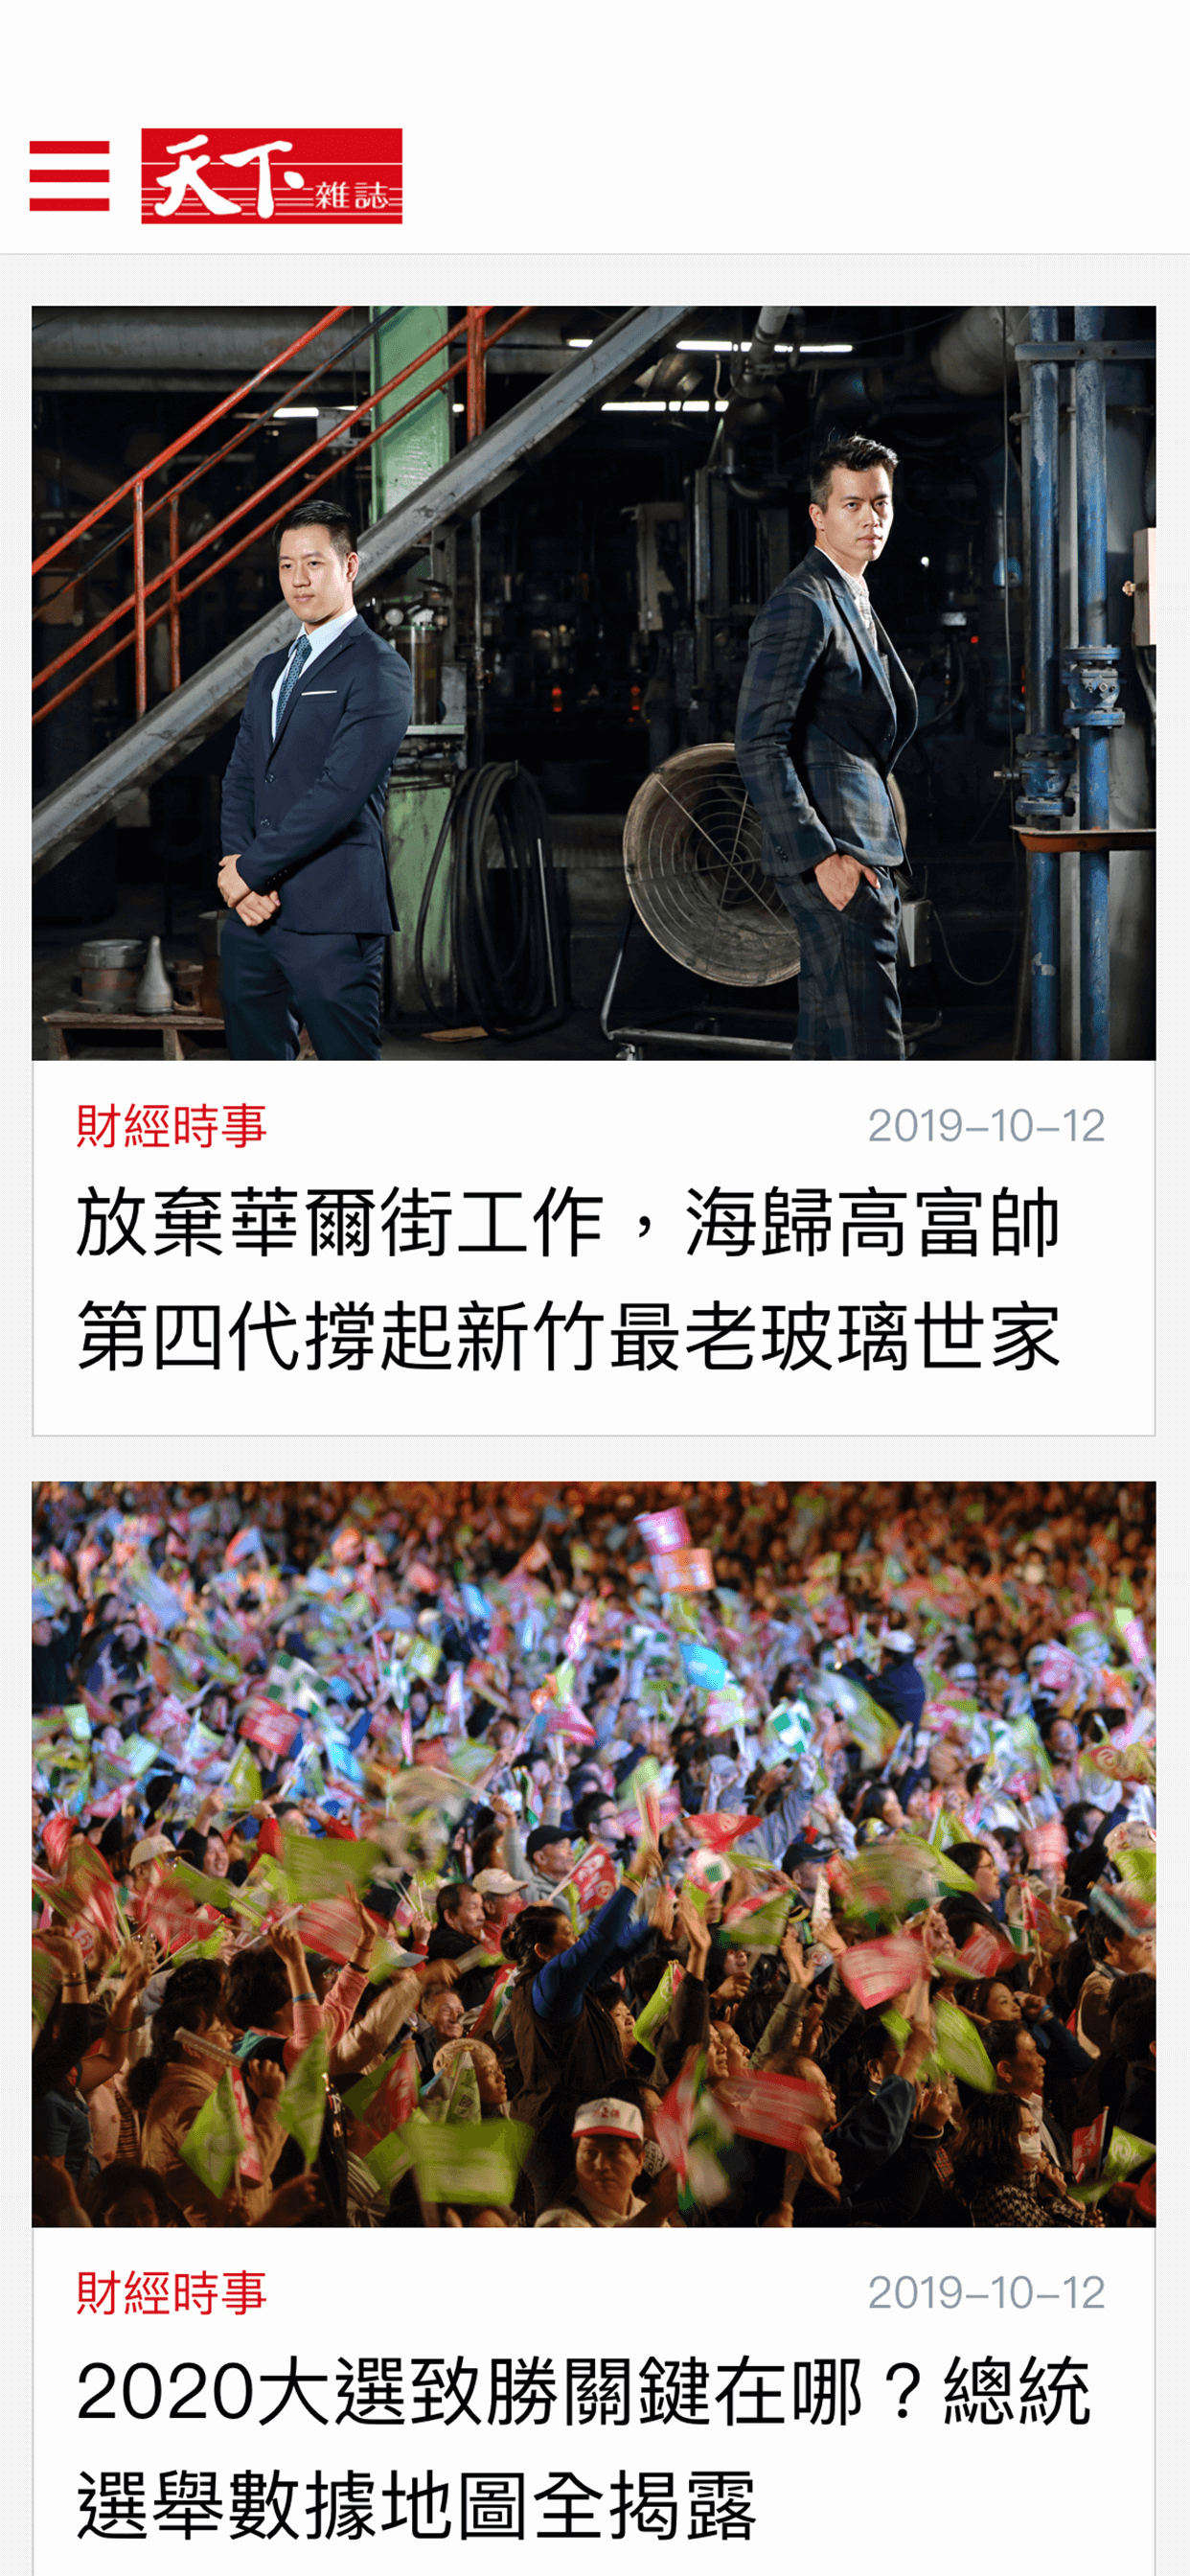 天下雜誌
財經時事
2019-10-12
放棄華爾街工作，海歸高富帥
第四代撐起新竹最老玻璃世家
財經時事
2019-10-12
2020大選致勝關鍵在哪？總統
選舉數據地圖全揭露